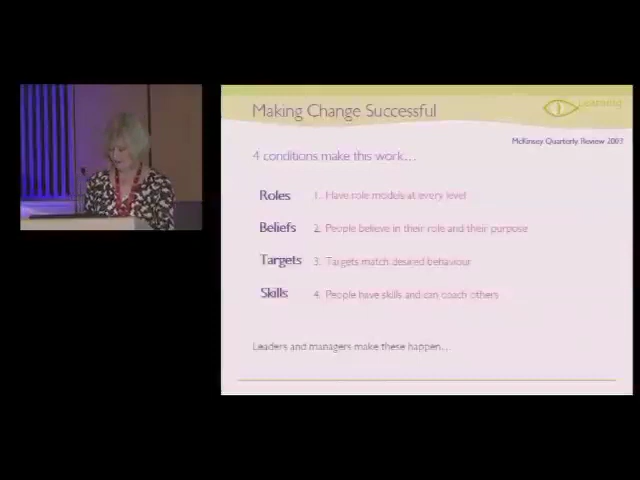 Making Change Successful
McKinsey Quarterly Review 2003
4 conditions make this work...
Roles 1. Have role models at every level
Beliefs 2. People believe in their role and their purpose
Targets 3. Targets match desired behaviour
Skills 4. People have skills and can coach others
Leaders and managers make these happen...